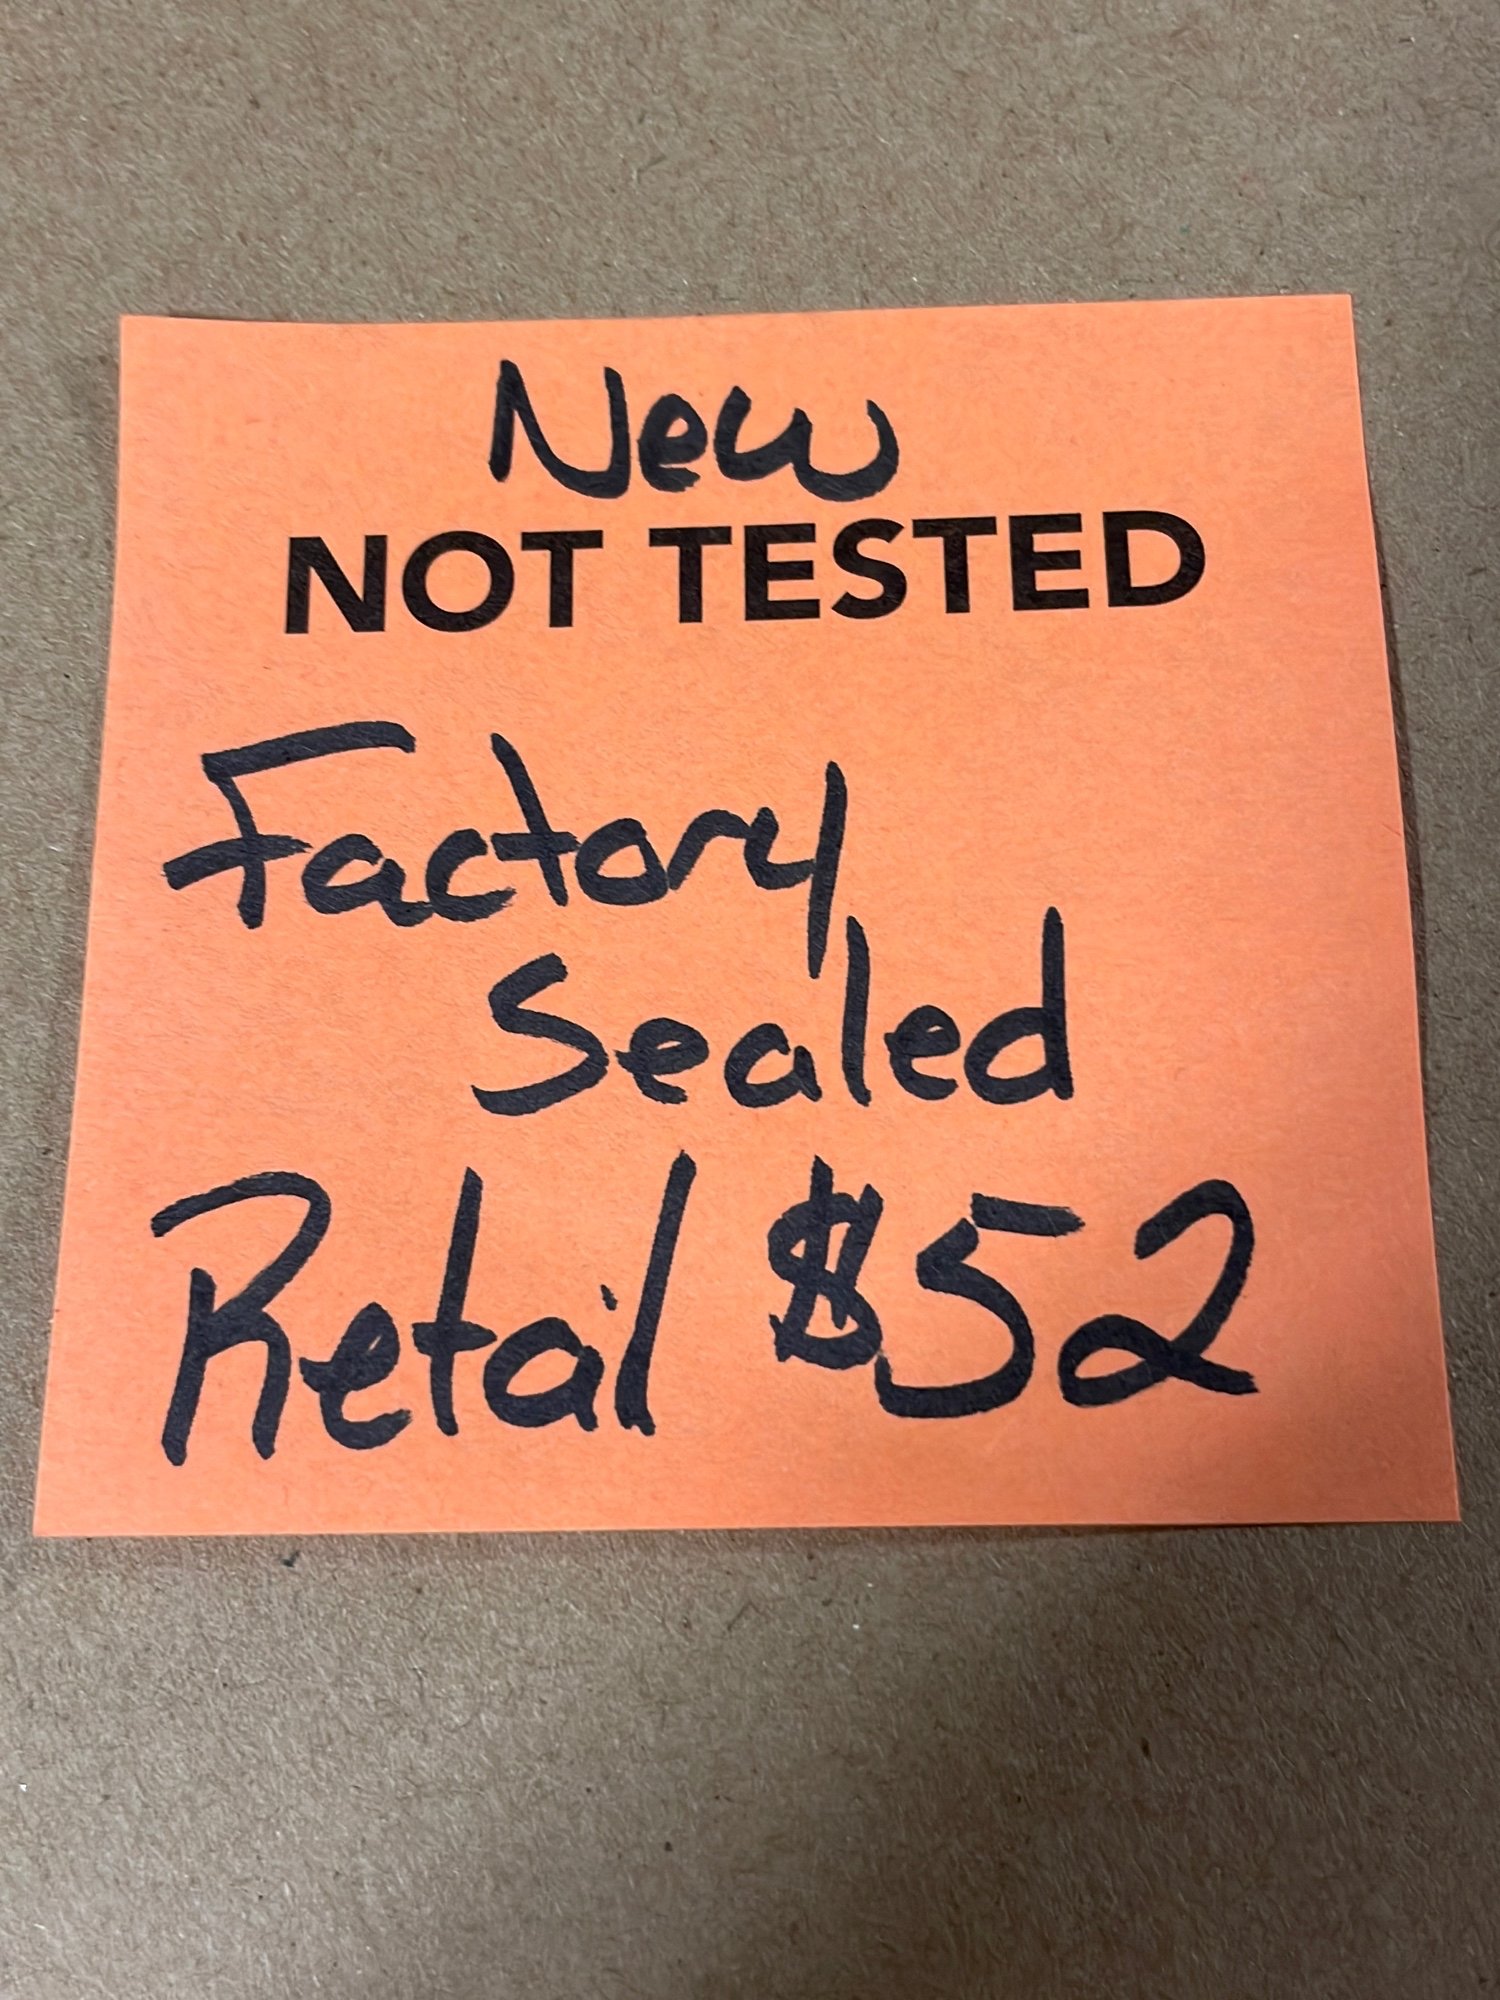 New
NOT TESTED
Factory
Sealed
Retail $52